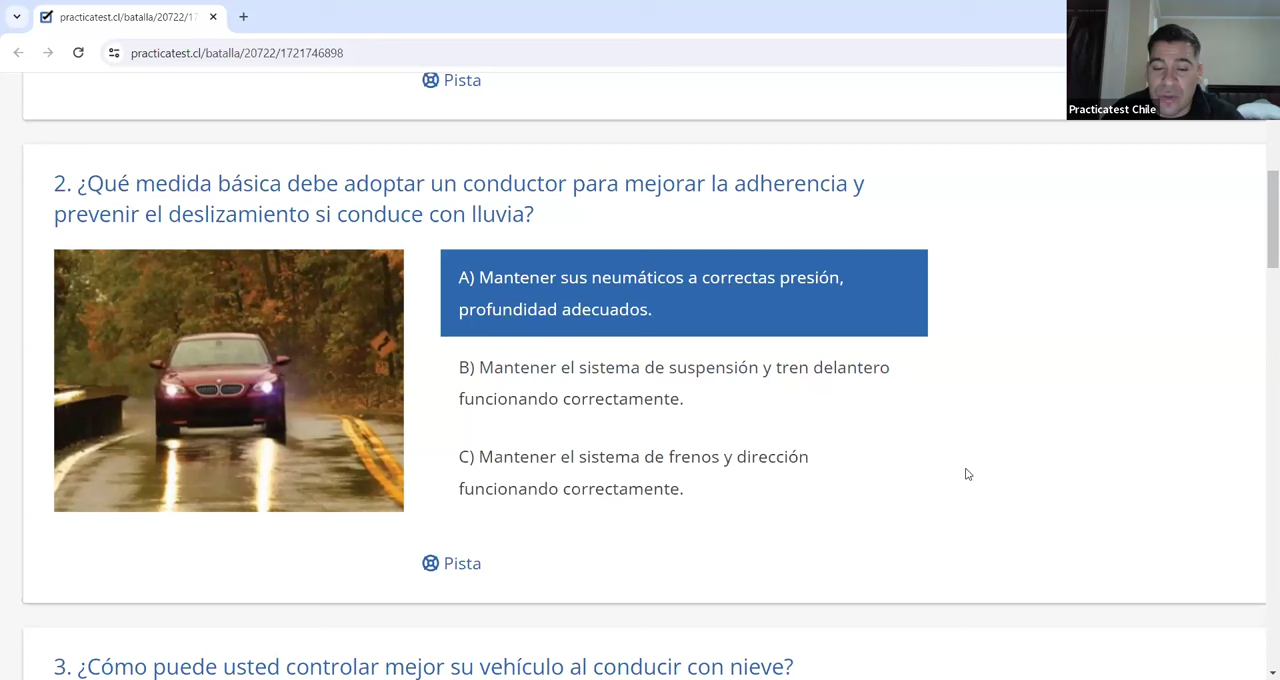 practicatest.cl/batalla/20722/17
practicatest.cl/batalla/20722/1721746898
Practicatest Chile
Pista
2. ¿Qué medida básica debe adoptar un conductor para mejorar la adherencia y
prevenir el deslizamiento si conduce con lluvia?
A) Mantener sus neumáticos a correctas presión,
profundidad adecuados.
B) Mantener el sistema de suspensión y tren delantero
funcionando correctamente.
C) Mantener el sistema de frenos y dirección
funcionando correctamente.
Pista
3. ¿Cómo puede usted controlar mejor su vehículo al conducir con nieve?